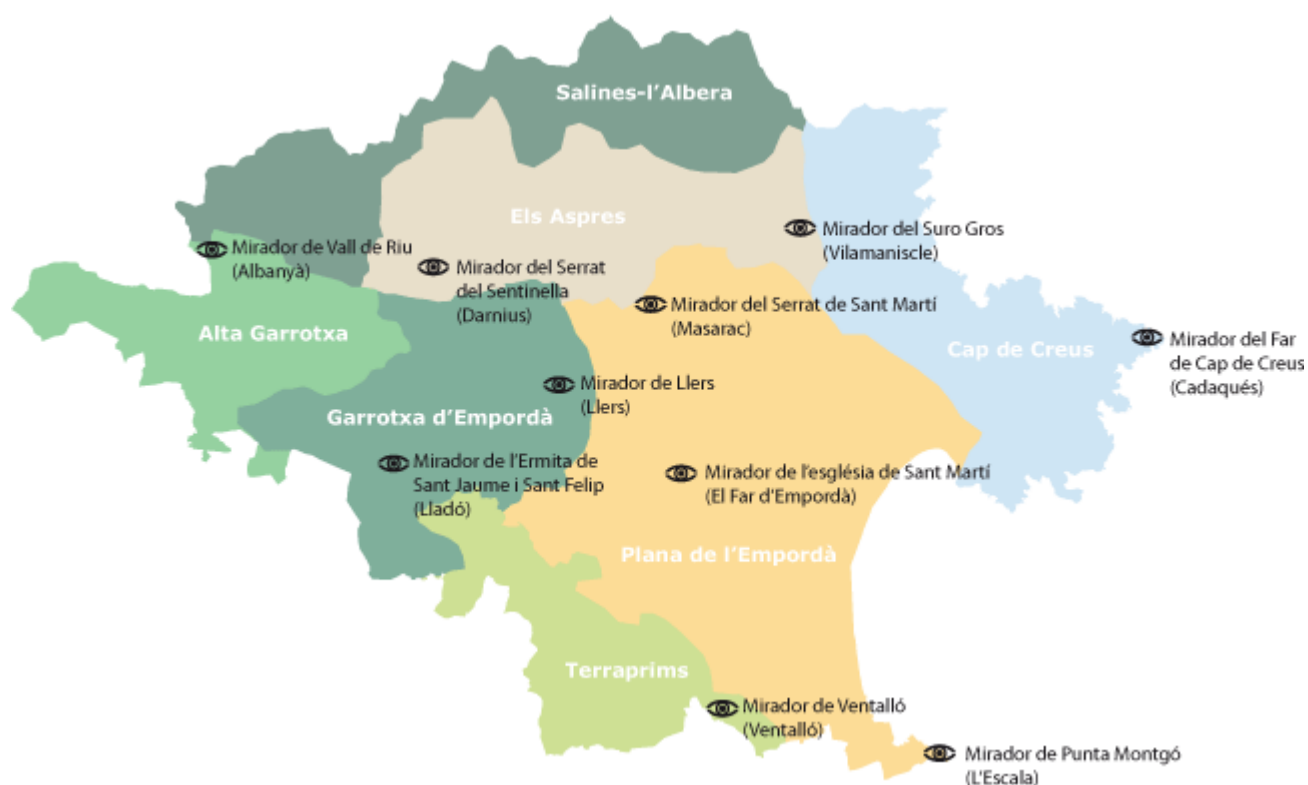 Salines-l'Albera
Els Aspres
Mirador del Suro Gros
(Vilamaniscle)
Mirador de Vall de Riu
(Albanyà)
Mirador del Serrat
del Sentinella
(Darnius)
Mirador del Serrat de Sant Martí
(Masarac)
Alta Garrotxa
Cap de Creus
Mirador del Far
de Cap de Creus
(Cadaqués)
Mirador de Llers
(Llers)
Garrotxa d'Empordà
Mirador de l'Ermita de
Sant Jaume i Sant Felip
(Lladó)
Mirador de l'església de Sant Martí
(El Far d'Empordà)
Plana de l'Empordà
Terraprims
Mirador de Ventalló
(Ventalló)
Mirador de Punta Montgó
(L'Escala)